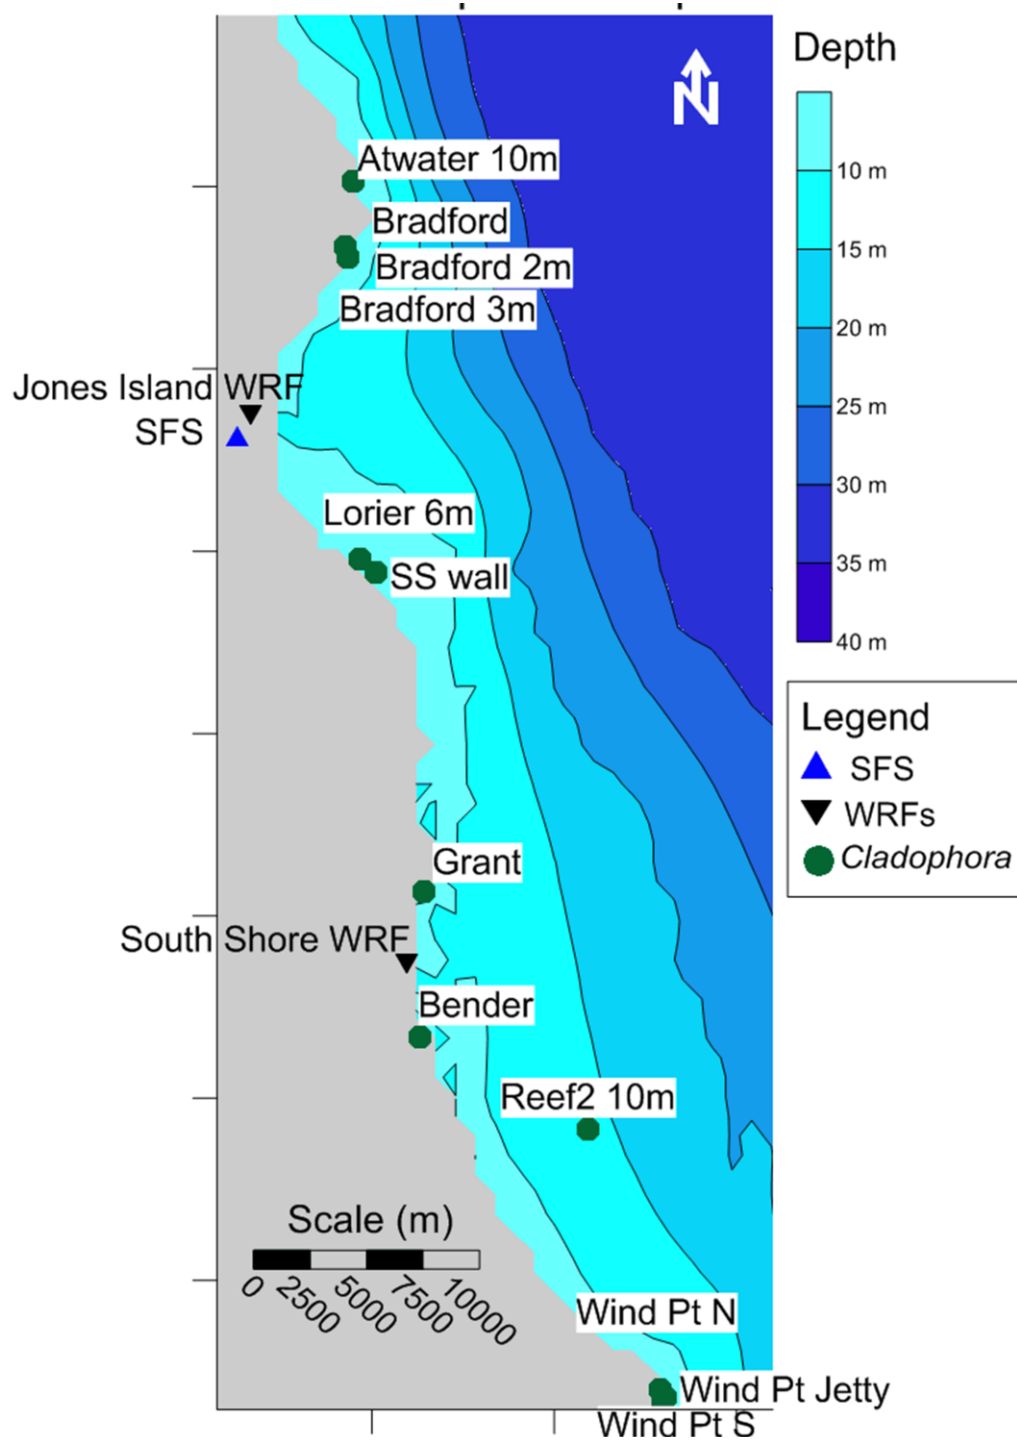 Depth
N
10 m
15 m
20 m
25 m
30 m
35 m
40 m
Atwater 10m
Bradford
Bradford 2m
Bradford 3m
Jones Island WRF
SFS
Lorier 6m
SS wall
Legend
SFS
WRFs
Cladophora
Grant
South Shore WRF
Bender
Reef2 10m
Scale (m)
0 2500 5000 7500 10000
Wind Pt N
Wind Pt Jetty
Wind Pt S